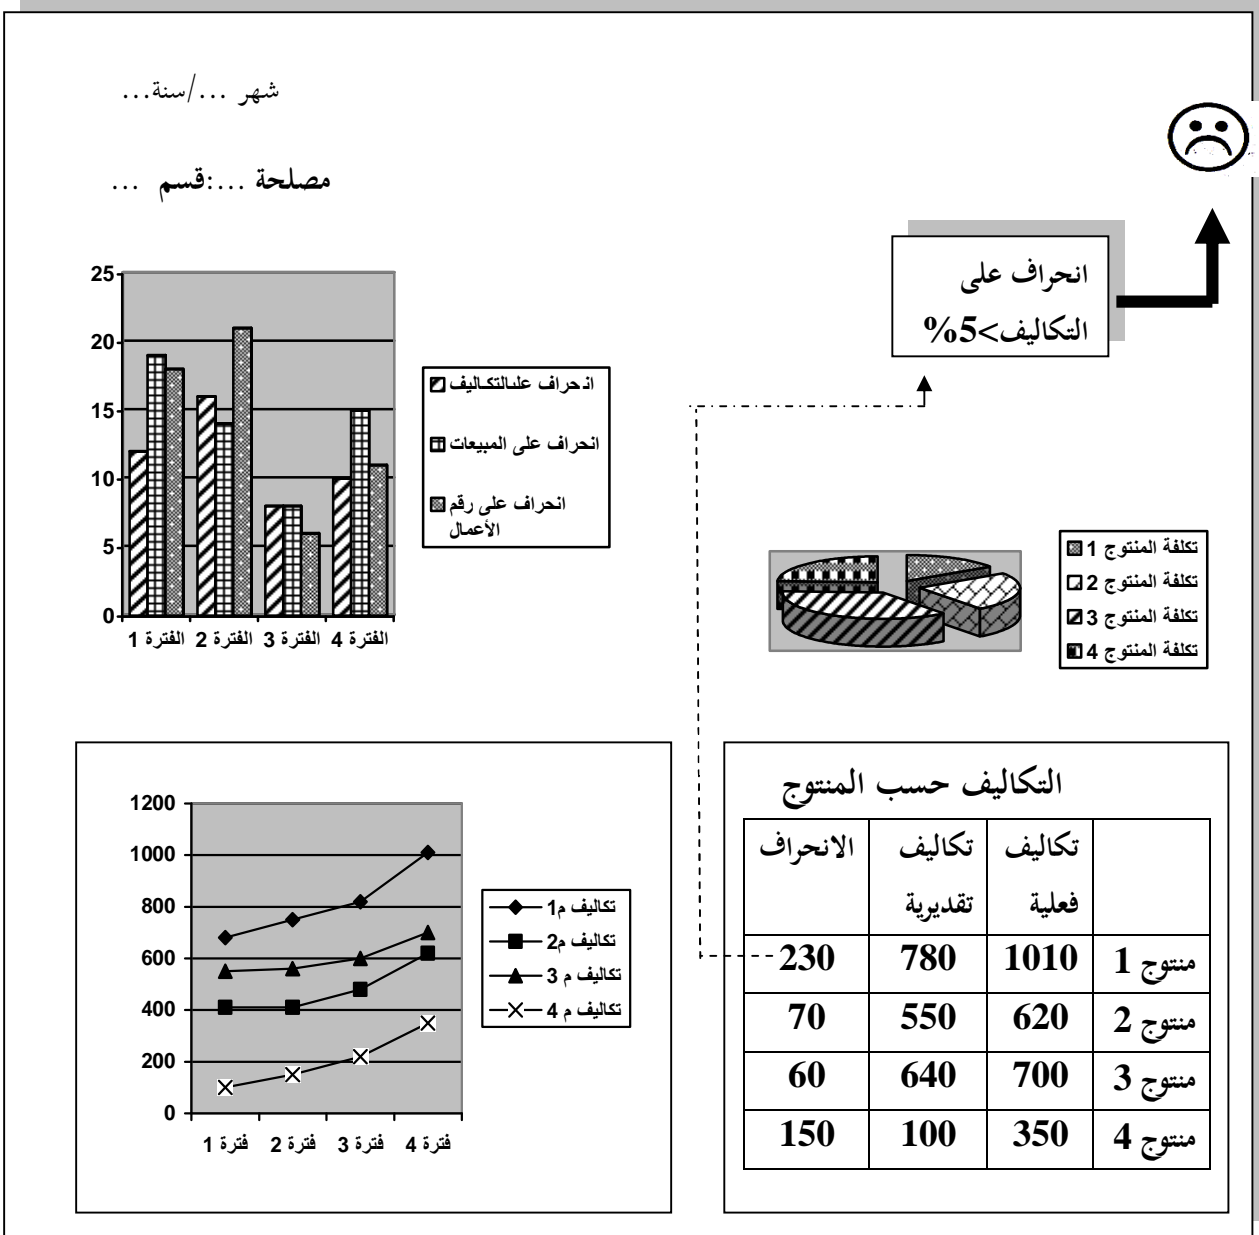 شهر .../سنة...
مصلحة ...:قسم ...
انحراف على
التكاليف>5%
25
20
15
10
5
0
الفترة 1 الفترة 2 الفترة 3 الفترة 4
انحراف علىالتكاليف
انحراف على المبيعات
انحراف على رقم
الأعمال
تكلفة المنتوج 1
تكلفة المنتوج 2
تكلفة المنتوج 3
تكلفة المنتوج 4
التكاليف حسب المنتوج
تكاليف فعلية تكاليف تقديرية الانحراف
منتوج 1 1010 780 230
منتوج 2 620 550 70
منتوج 3 700 640 60
منتوج 4 350 100 150
1200
1000
800
600
400
200
0
فترة 1 فترة 2 فترة 3 فترة 4
تكاليف م1
تكاليف م2
تكاليف م 3
تكاليف م 4